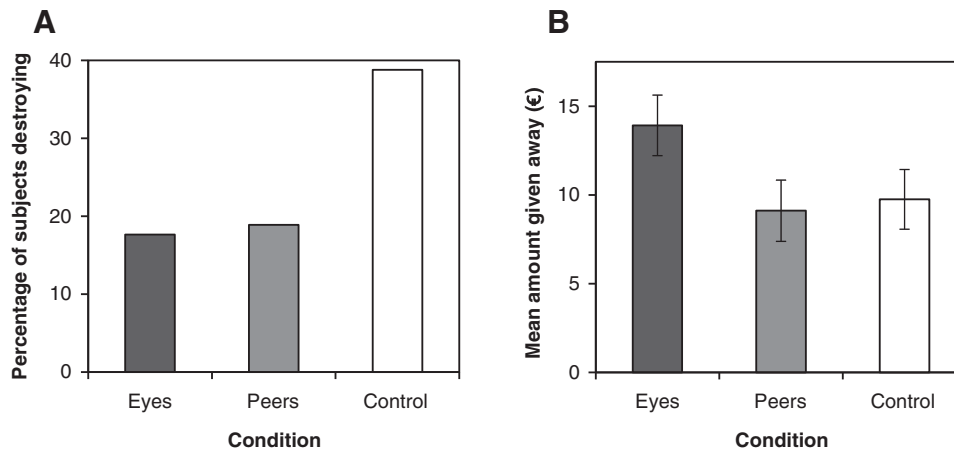 A
Percentage of subjects destroying
40
30
20
10
0
Eyes Peers Control
Condition
B
Mean amount given away (€)
15
10
5
0
Eyes Peers Control
Condition